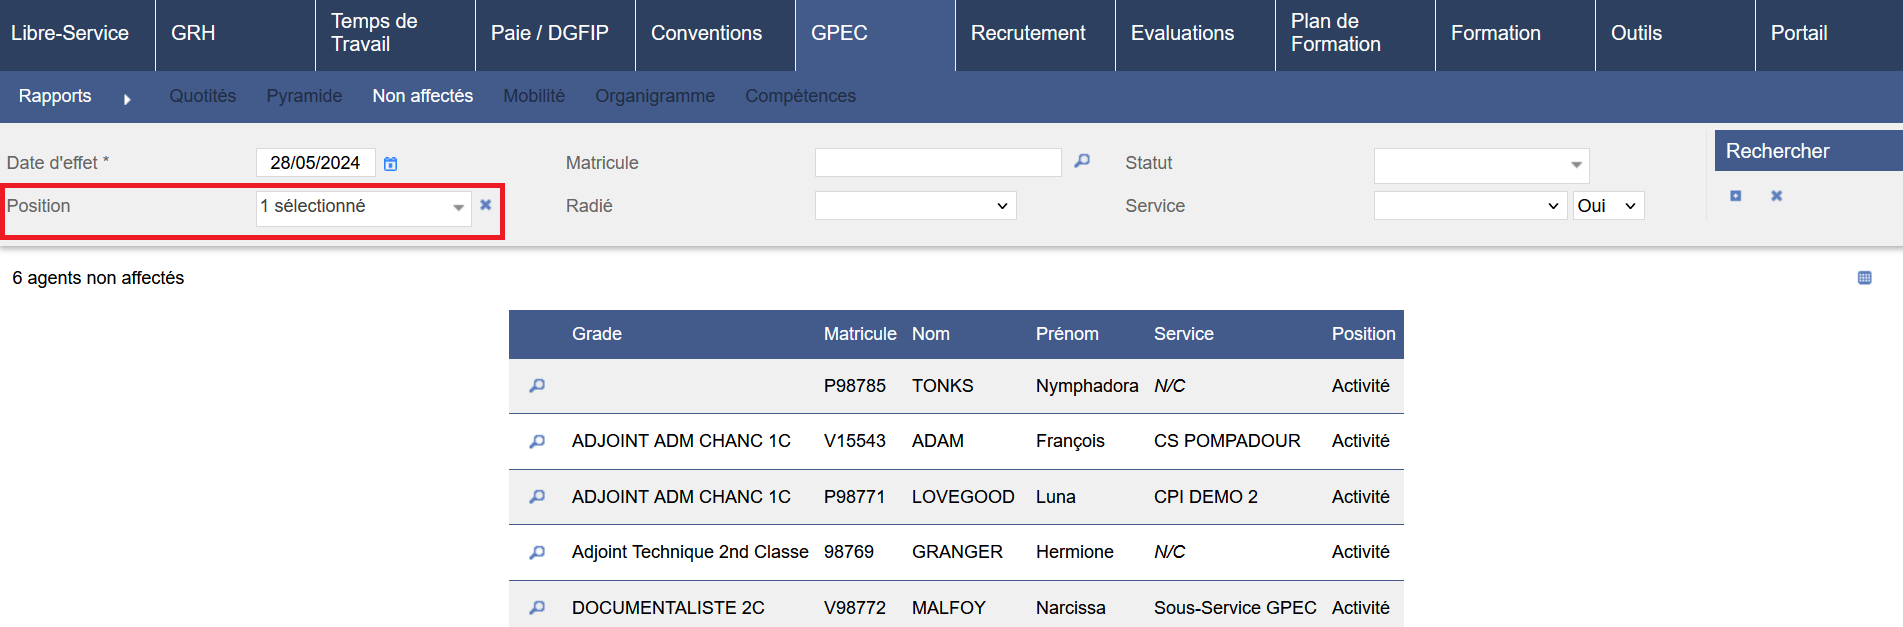 Libre-Service GRH Temps de Travail Paie / DGFIP Conventions GPEC Recrutement Evaluations Plan de Formation Formation Outils Portail
Rapports Quotités Pyramide Non affectés Mobilité Organigramme Compétences
Date d'effet * 28/05/2024 Matricule Statut Rechercher
Position 1 sélectionné Radié Service Oui
6 agents non affectés
Grade Matricule Nom Prénom Service Position
P98785 TONKS Nymphadora N/C Activité
ADJOINT ADM CHANC 1C V15543 ADAM François CS POMPADOUR Activité
ADJOINT ADM CHANC 1C P98771 LOVEGOOD Luna CPI DEMO 2 Activité
Adjoint Technique 2nd Classe 98769 GRANGER Hermione N/C Activité
DOCUMENTALISTE 2C V98772 MALFOY Narcissa Sous-Service GPEC Activité